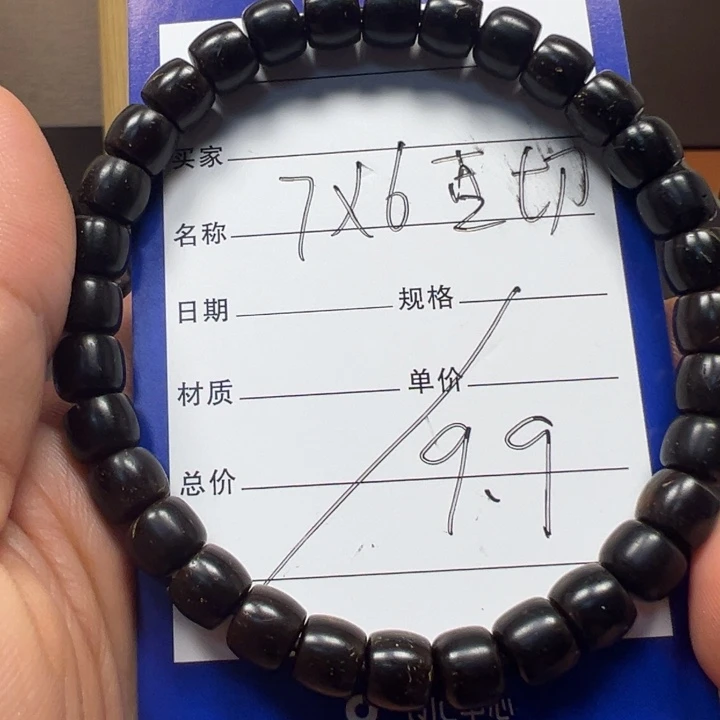 买家
名称 7x6直切
日期 规格
材质 单价
总价 9.9